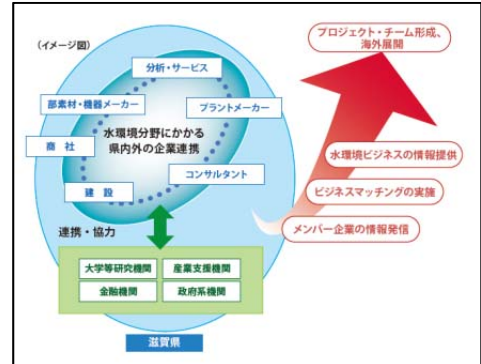 (イメージ図)
分析・サービス
部素材・機器メーカー
プラントメーカー
水環境分野にかかる
県内外の企業連携
商 社
コンサルタント
建 設
連携・協力
大学等研究機関
産業支援機関
金融機関
政府系機関
滋賀県
プロジェクト・チーム形成、
海外展開
水環境ビジネスの情報提供
ビジネスマッチングの実施
メンバー企業の情報発信